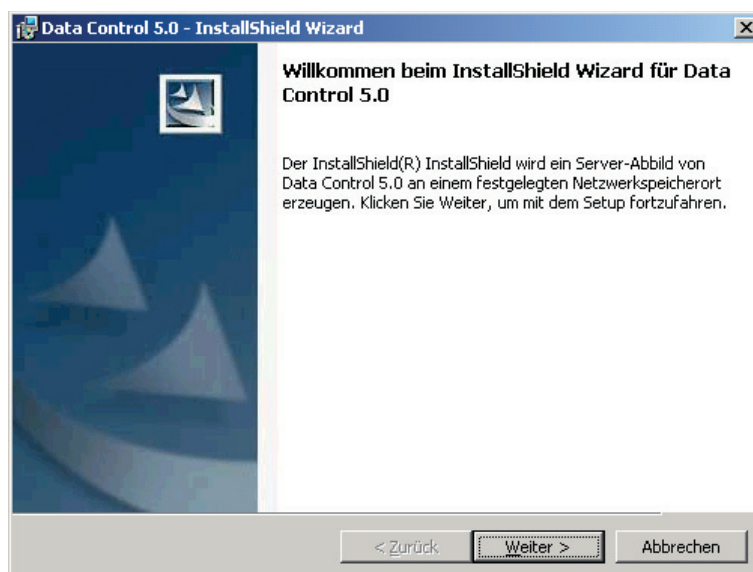 Data Control 5.0 - InstallShield Wizard
Willkommen beim InstallShield Wizard für Data
Control 5.0
Der InstallShield(R) InstallShield wird ein Server-Abbild von
Data Control 5.0 an einem festgelegten Netzwerkspeicherort
erzeugen. Klicken Sie Weiter, um mit dem Setup fortzufahren.
< Zurück
Weiter >
Abbrechen